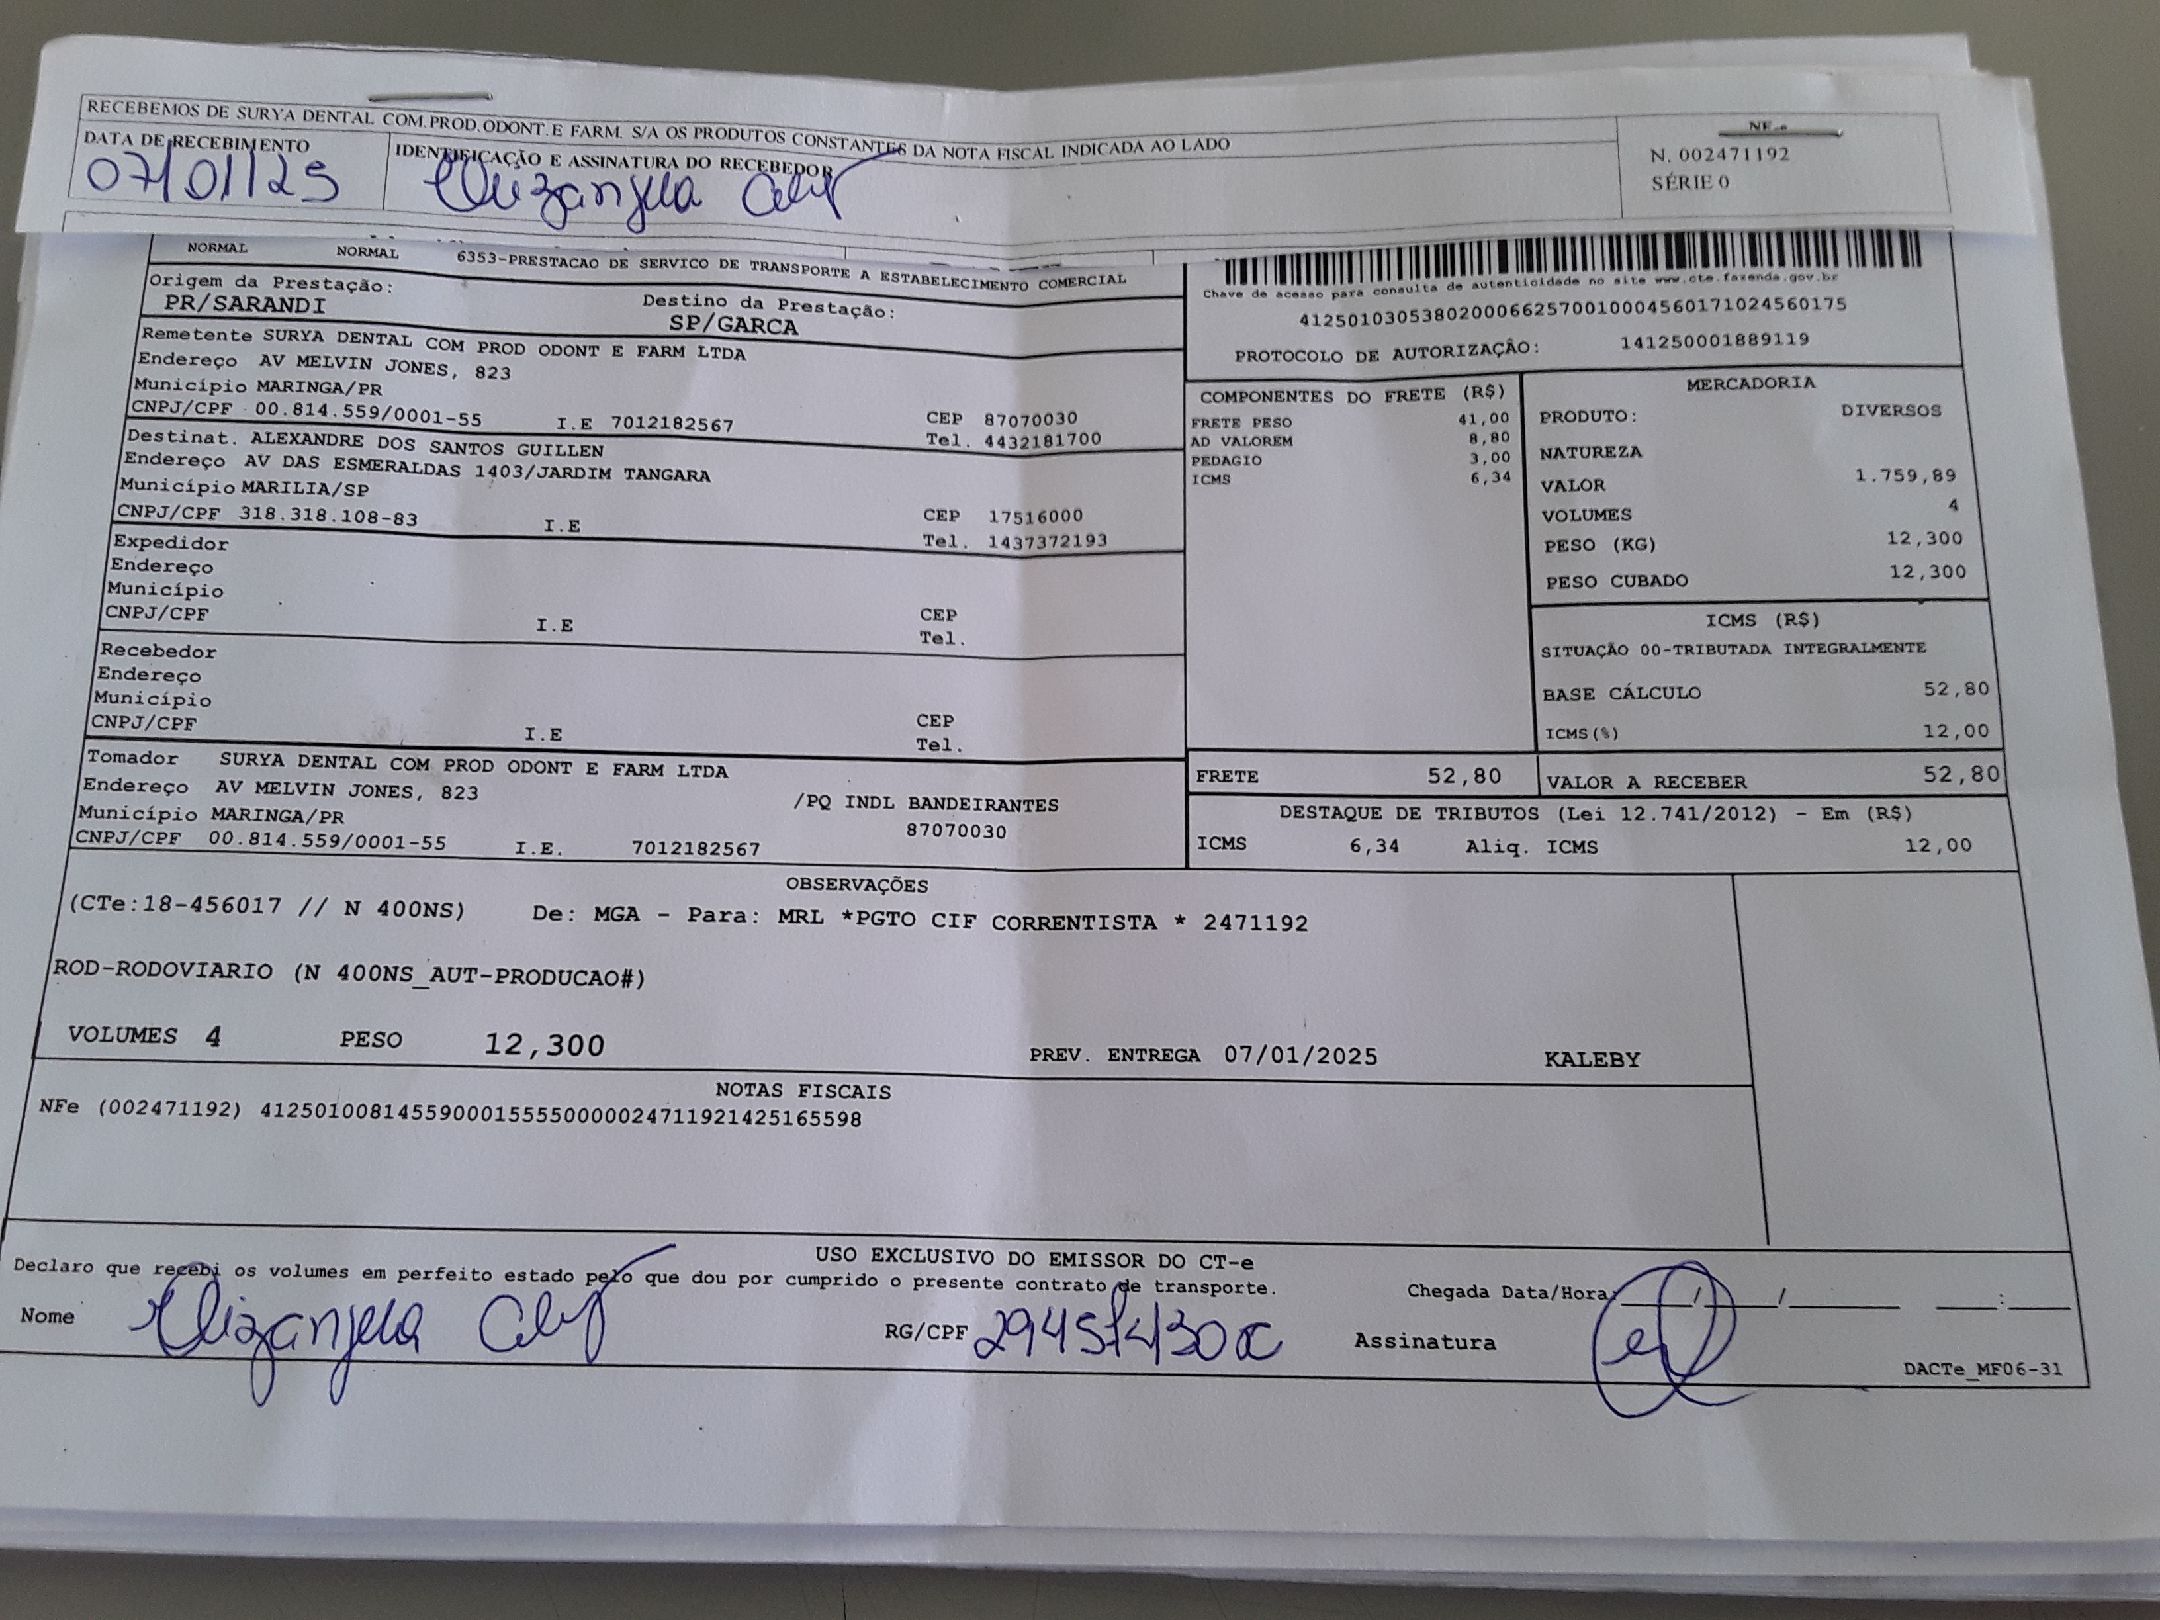 RECEBEMOS DE SURYA DENTAL COM.PROD.ODONT.E FARM. S/A OS PRODUTOS CONSTANTES DA NOTA FISCAL INDICADA AO LADO
NF-e
DATA DE RECEBIMENTO
IDENTIFICAÇÃO E ASSINATURA DO RECEBEDOR
N. 002471192
SÉRIE 0
07/01/25
Elizangela
NORMAL NORMAL 6353-PRESTACAO DE SERVICO DE TRANSPORTE A ESTABELECIMENTO COMERCIAL
Chave de acesso para consulta de autenticidade no site www.cte.fazenda.gov.br
41250103053802000662570010004560171024560175
PROTOCOLO DE AUTORIZAÇÃO: 141250001889119
Origem da Prestação:
PR/SARANDI
Destino da Prestação:
SP/GARCA
Remetente SURYA DENTAL COM PROD ODONT E FARM LTDA
Endereço AV MELVIN JONES, 823
Município MARINGA/PR
CNPJ/CPF 00.814.559/0001-55 I.E 7012182567
CEP 87070030
Tel. 4432181700
Destinat. ALEXANDRE DOS SANTOS GUILLEN
Endereço AV DAS ESMERALDAS 1403/JARDIM TANGARA
Município MARILIA/SP
CNPJ/CPF 318.318.108-83 I.E
CEP 17516000
Tel. 1437372193
Expedidor
Endereço
Município
CNPJ/CPF I.E
CEP
Tel.
Recebedor
Endereço
Município
CNPJ/CPF I.E
CEP
Tel.
Tomador SURYA DENTAL COM PROD ODONT E FARM LTDA
Endereço AV MELVIN JONES, 823 /PQ INDL BANDEIRANTES
Município MARINGA/PR 87070030
CNPJ/CPF 00.814.559/0001-55 I.E. 7012182567
COMPONENTES DO FRETE (R$)
FRETE PESO 41,00
AD VALOREM 8,80
PEDAGIO 3,00
ICMS 6,34
MERCADORIA
PRODUTO: DIVERSOS
NATUREZA
VALOR 1.759,89
VOLUMES 4
PESO (KG) 12,300
PESO CUBADO 12,300
ICMS (R$)
SITUAÇÃO 00-TRIBUTADA INTEGRALMENTE
BASE CÁLCULO 52,80
ICMS(%) 12,00
FRETE 52,80
VALOR A RECEBER 52,80
DESTAQUE DE TRIBUTOS (Lei 12.741/2012) - Em (R$)
ICMS 6,34 Aliq. ICMS 12,00
OBSERVAÇÕES
(CTe:18-456017 // N 400NS) De: MGA - Para: MRL *PGTO CIF CORRENTISTA * 2471192
ROD-RODOVIARIO (N 400NS_AUT-PRODUCAO#)
VOLUMES 4 PESO 12,300 PREV. ENTREGA 07/01/2025 KALEBY
NOTAS FISCAIS
NFe (002471192) 41250100814559000155550000024711921425165598
USO EXCLUSIVO DO EMISSOR DO CT-e
Declaro que recebi os volumes em perfeito estado pelo que dou por cumprido o presente contrato de transporte.
Chegada Data/Hora: ____/____/______ ___:___
Nome Elizangela
RG/CPF
Assinatura
DACTe_MF06-31